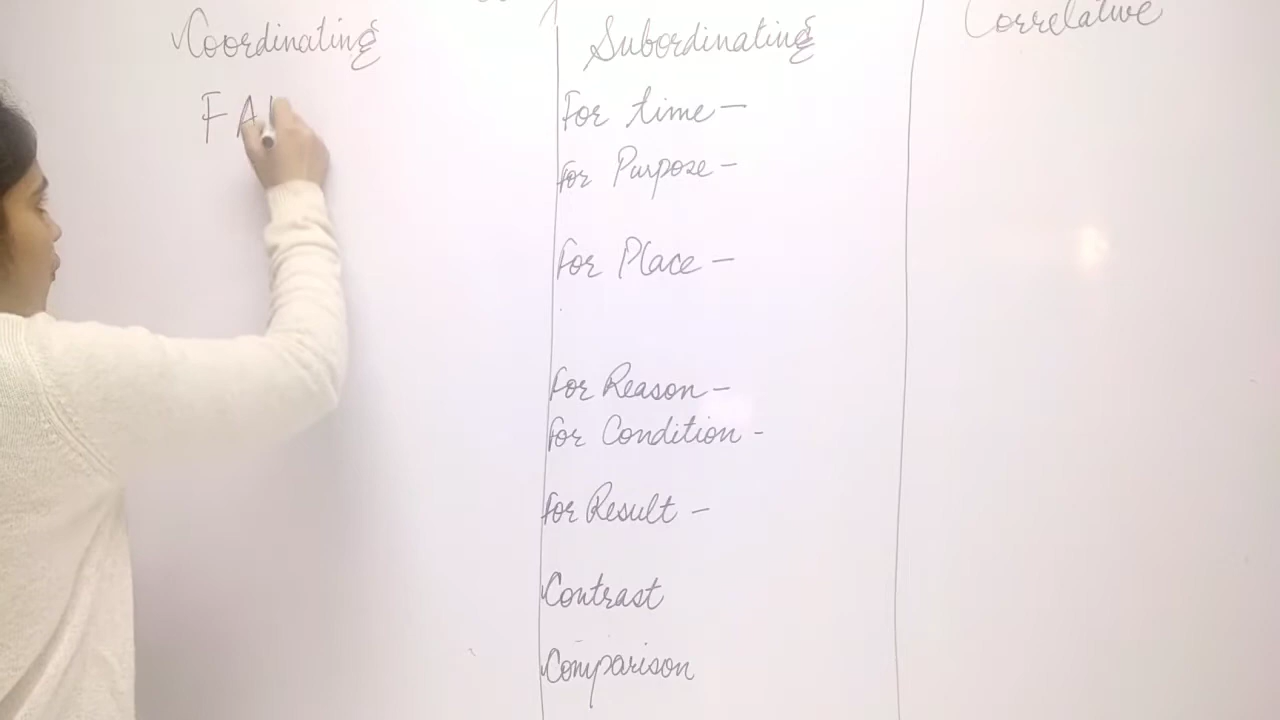 Coordinating
FA
Subordinating
For time -
For Purpose -
For Place -
For Reason -
For Condition -
For Result -
Contrast
Comparison
Correlative